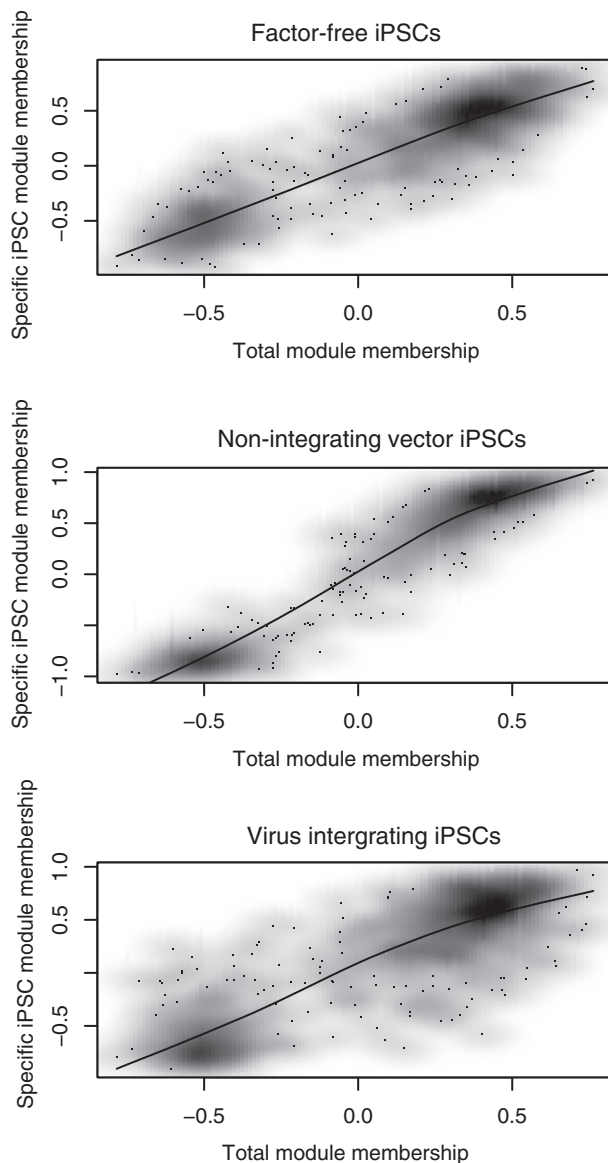 Factor-free iPSCs
Specific iPSC module membership
0.5
0.0
−0.5
−0.5 0.0 0.5
Total module membership
Non-integrating vector iPSCs
Specific iPSC module membership
1.0
0.5
0.0
−1.0
−0.5 0.0 0.5
Total module membership
Virus intergrating iPSCs
Specific iPSC module membership
1.0
0.5
−0.5
−0.5 0.0 0.5
Total module membership